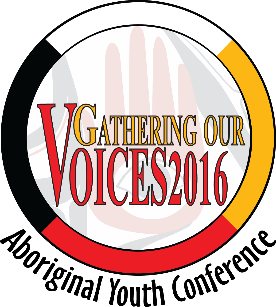 GATHERING OUR
VOICES2016
Aboriginal Youth Conference